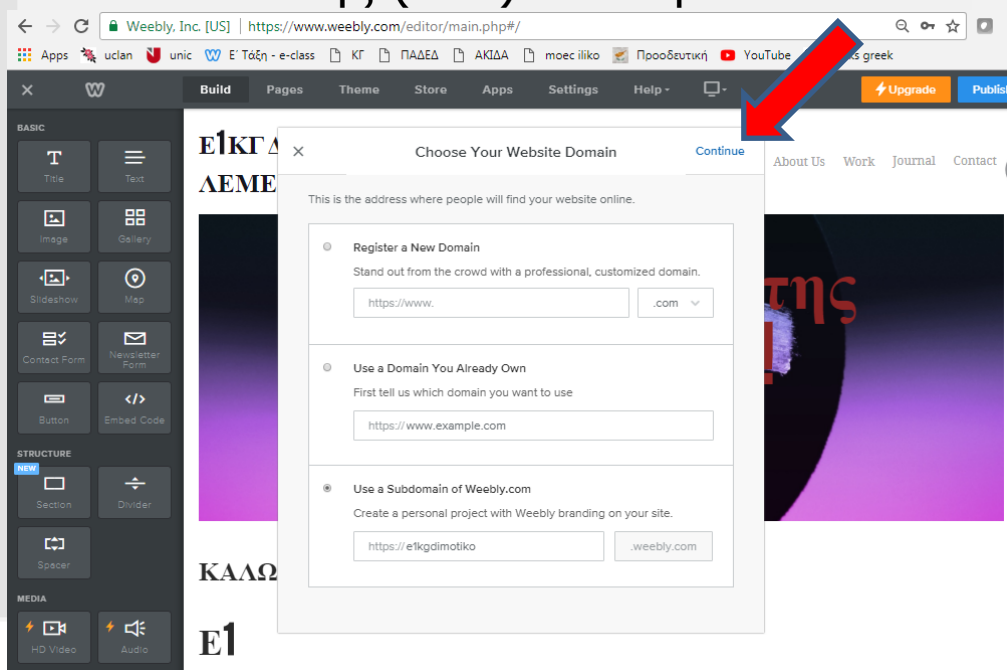 Weebly, Inc. [US] | https://www.weebly.com/editor/main.php#/
Apps uclan unic Ε΄ Τάξη - e-class ΚΓ ΠΑΔΕΔ ΑΚΙΔΑ moec iliko Προοδευτική YouTube greek
Build Pages Theme Store Apps Settings Help Upgrade Publis
BASIC
Title Text
Image Gallery
Slideshow Map
Contact Form Newsletter Form
Button Embed Code
STRUCTURE
NEW
Section Divider
Spacer
MEDIA
HD Video Audio
Ε1ΚΓ Δ
ΛΕΜΕ
About Us Work Journal Contact
της
Choose Your Website Domain Continue
This is the address where people will find your website online.
Register a New Domain
Stand out from the crowd with a professional, customized domain.
https://www. .com
Use a Domain You Already Own
First tell us which domain you want to use
https://www.example.com
Use a Subdomain of Weebly.com
Create a personal project with Weebly branding on your site.
https://e1kgdimotiko .weebly.com
ΚΑΛΩ
Ε1